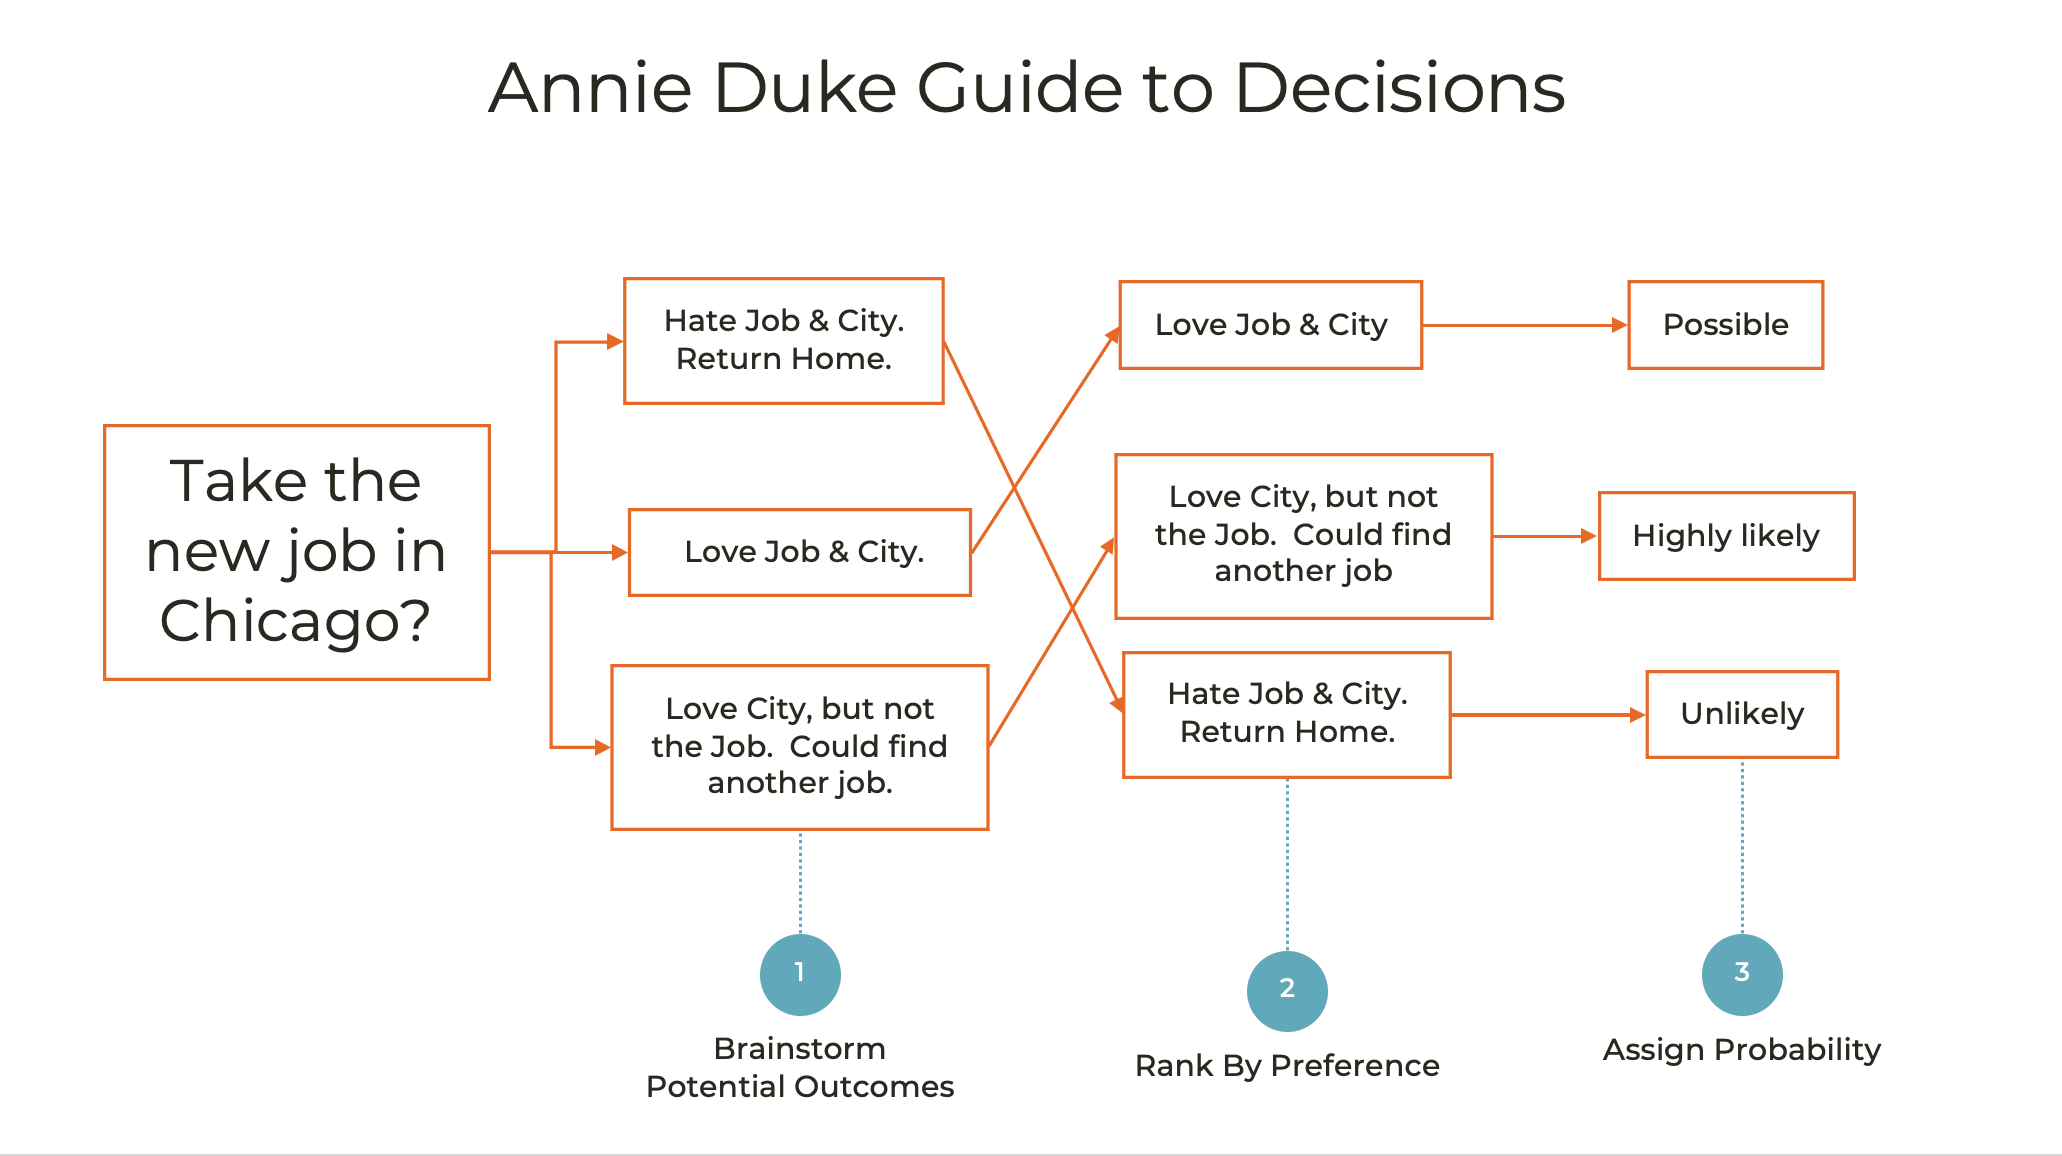 Annie Duke Guide to Decisions
Take the
new job in
Chicago?
Hate Job & City.
Return Home.
Love Job & City.
Love City, but not
the Job.  Could find
another job.
Love Job & City
Love City, but not
the Job.  Could find
another job
Hate Job & City.
Return Home.
Possible
Highly likely
Unlikely
1
Brainstorm
Potential Outcomes
2
Rank By Preference
3
Assign Probability